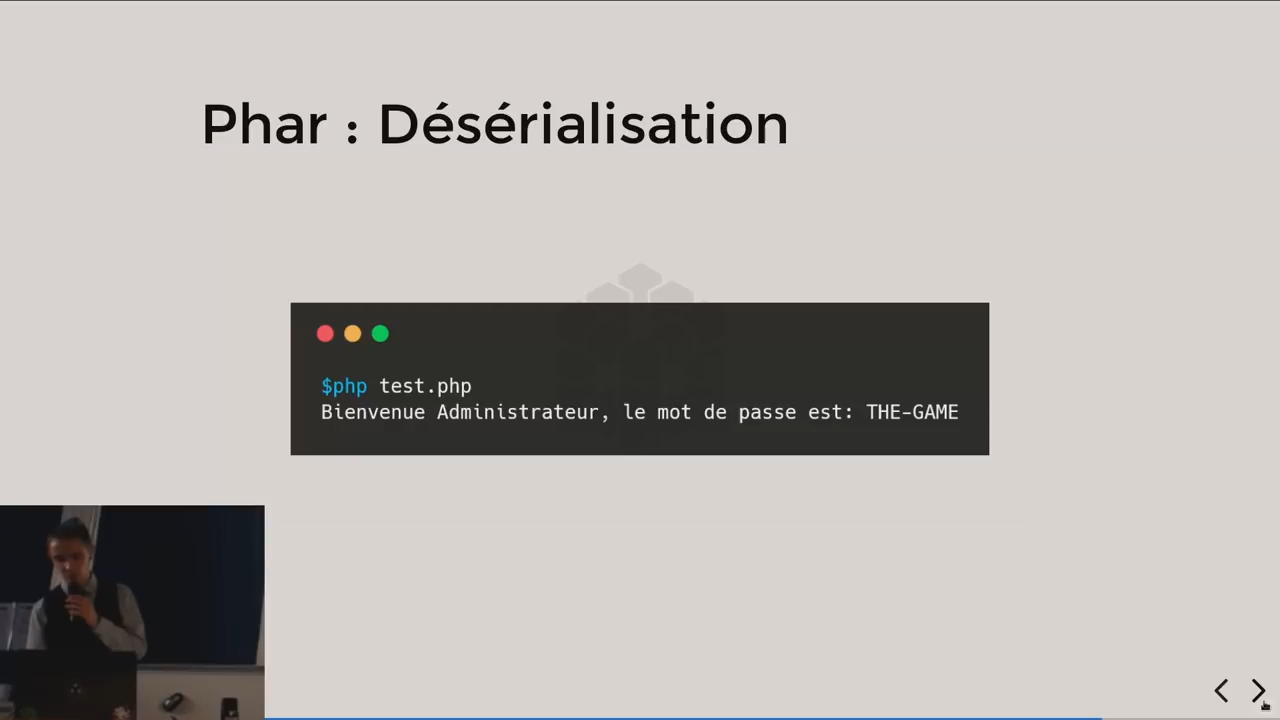 Phar : Désérialisation
$php test.php
Bienvenue Administrateur, le mot de passe est: THE-GAME